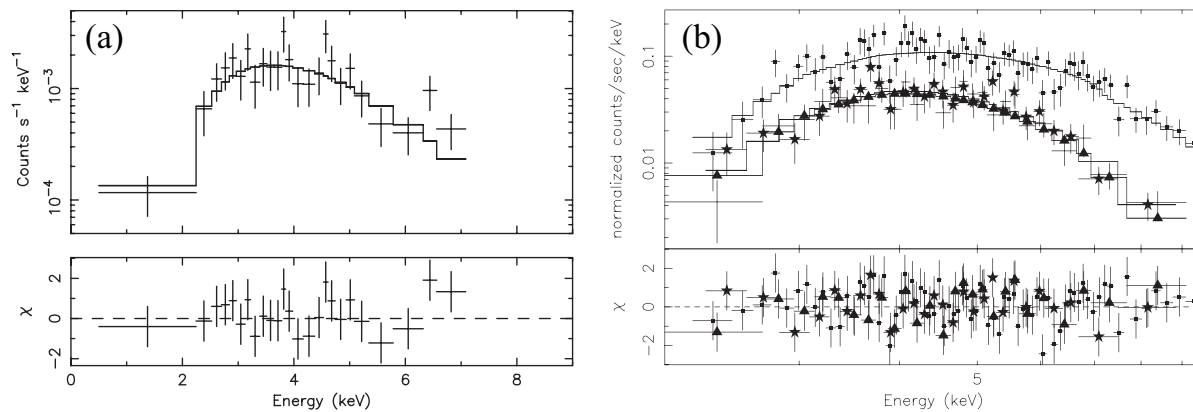 (a)
Counts s⁻¹ keV⁻¹
10⁻³
10⁻⁴
χ
2
0
−2
0
2
4
6
8
Energy (keV)
(b)
normalized counts/sec/keV
0.1
0.01
χ
2
0
−2
5
Energy (keV)